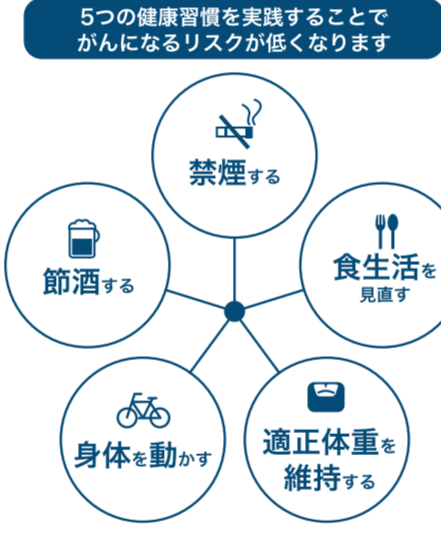 5つの健康習慣を実践することで
がんになるリスクが低くなります
禁煙する
節酒する
食生活を
見直す
身体を動かす
適正体重を
維持する